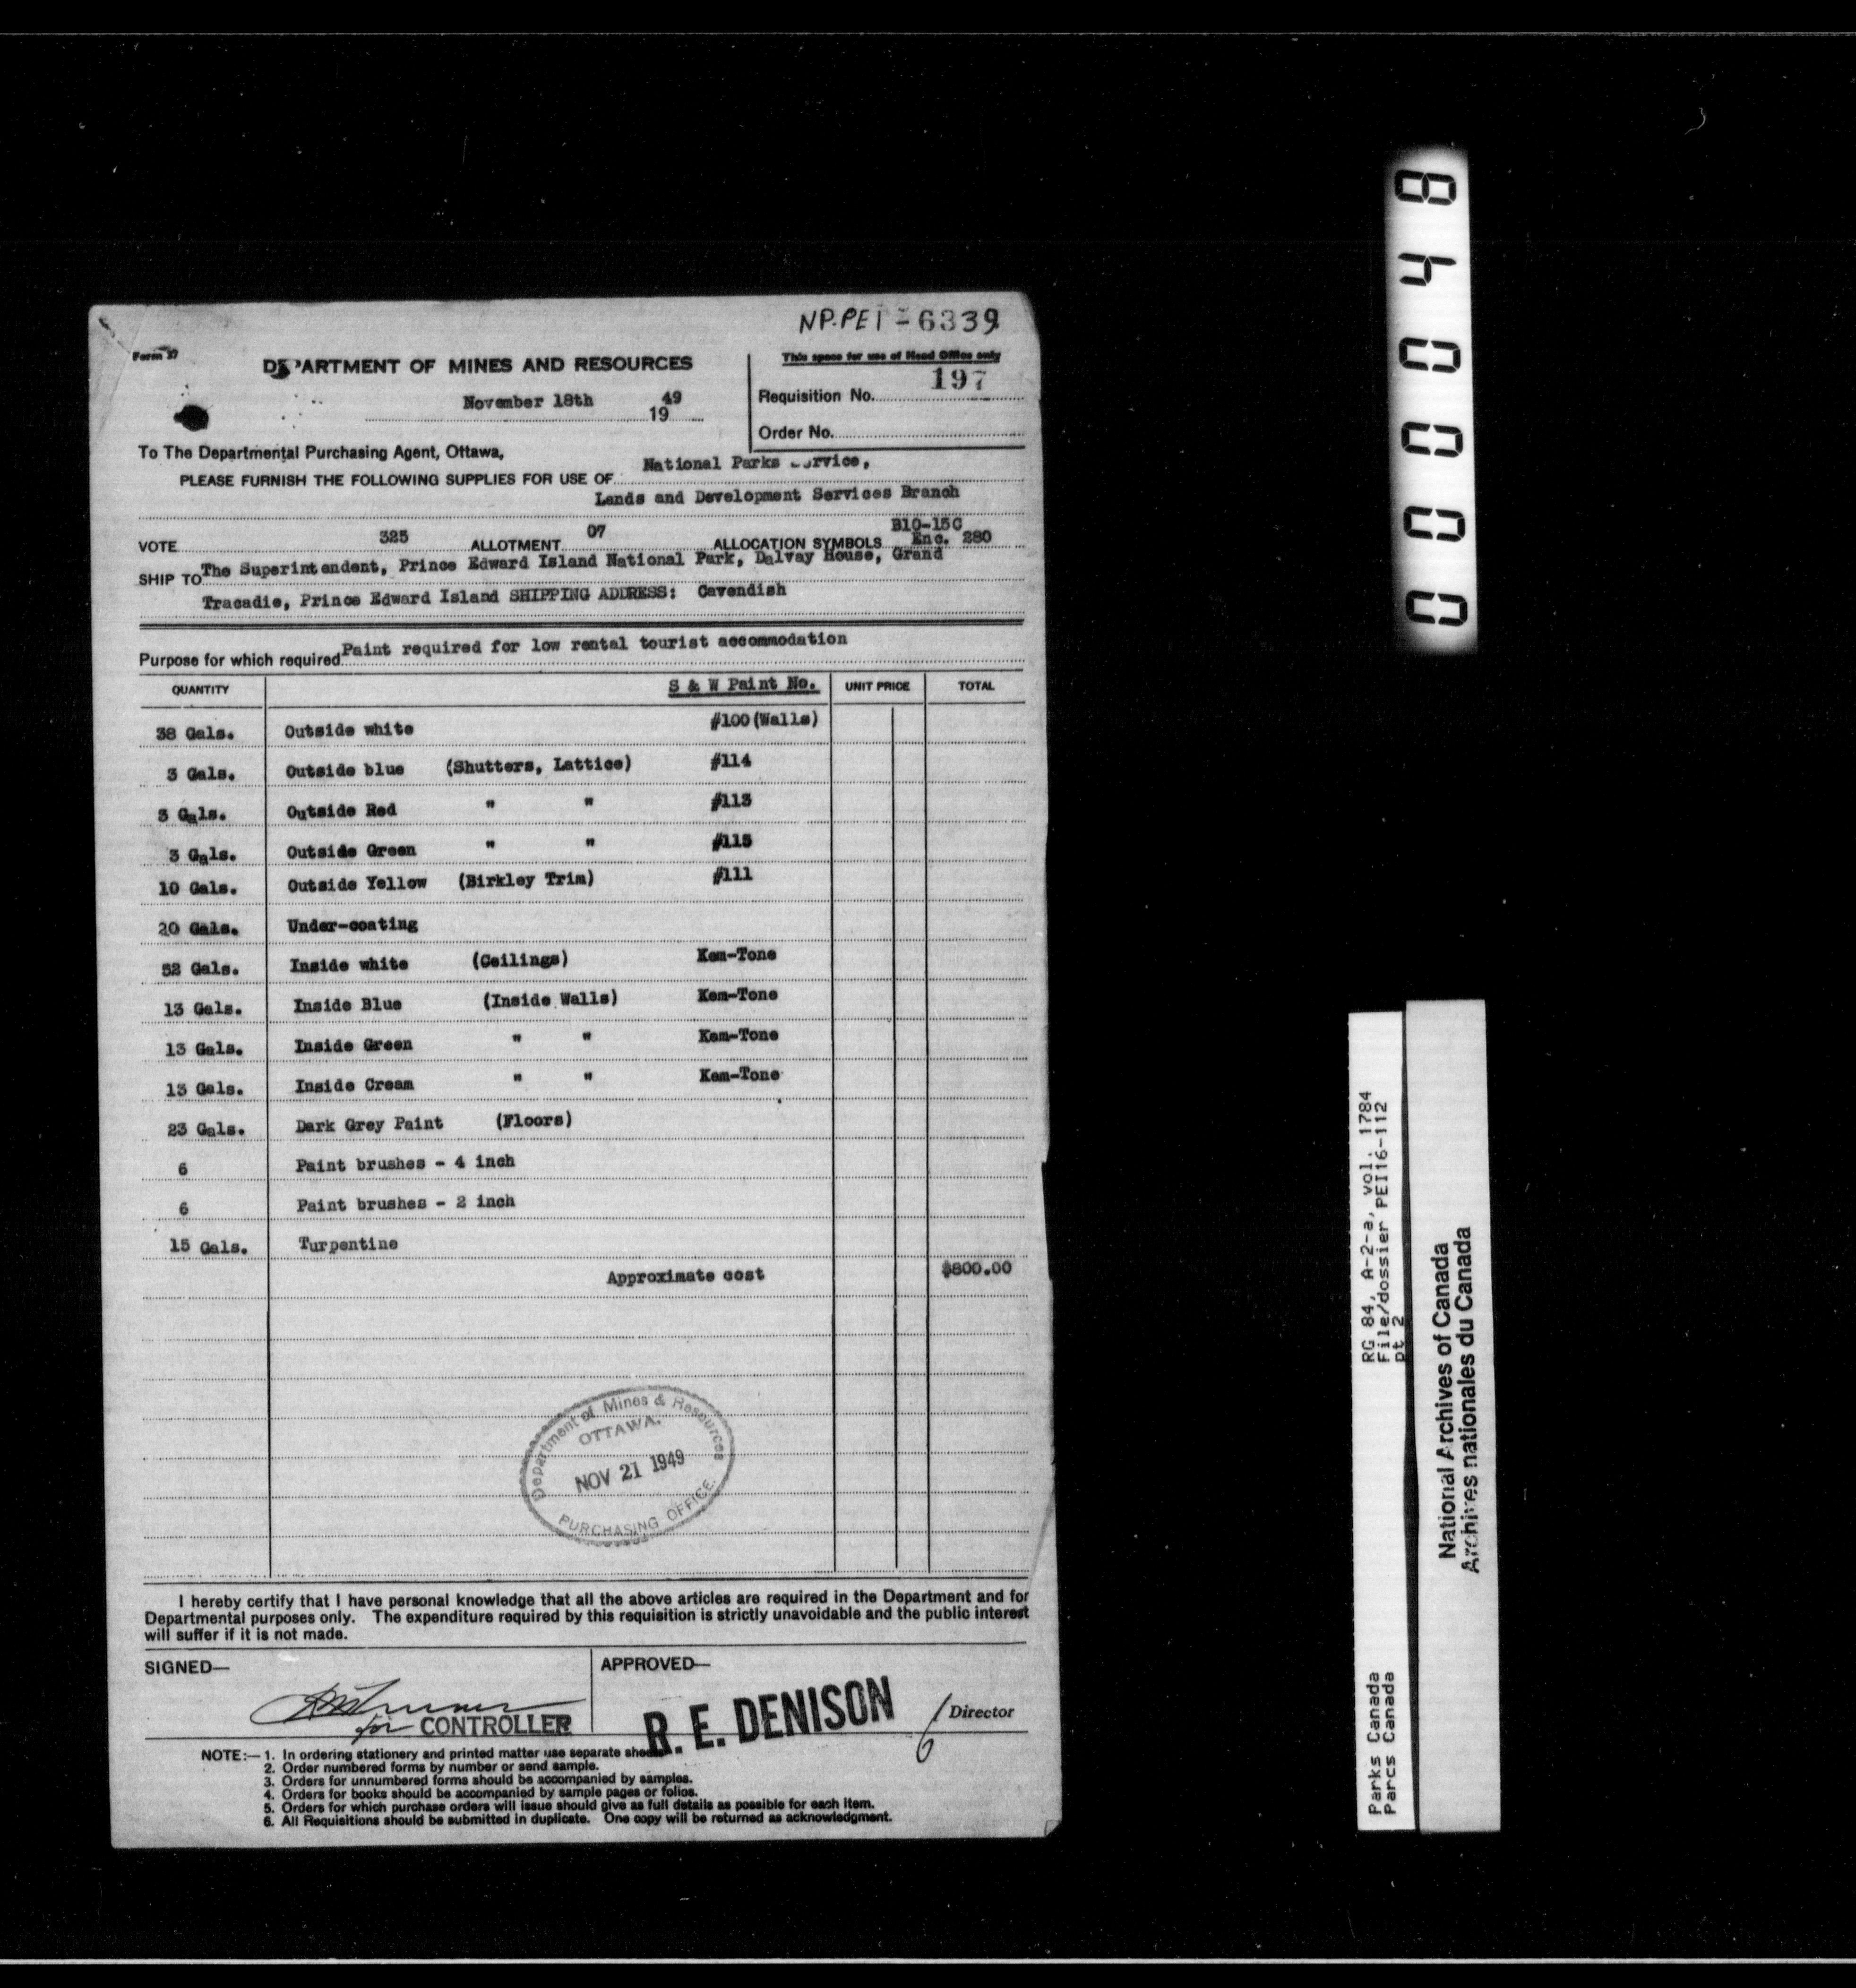 NP.PEI - 6339
Form 37
DEPARTMENT OF MINES AND RESOURCES
This space for use of Head Office only
November 18th 1949
Requisition No. 197
Order No.
To The Departmental Purchasing Agent, Ottawa,
PLEASE FURNISH THE FOLLOWING SUPPLIES FOR USE OF National Parks Service,
Lands and Development Services Branch
VOTE 325 ALLOTMENT 07 ALLOCATION SYMBOLS B10-15C
Enc. 280
SHIP TO The Superintendent, Prince Edward Island National Park, Dalvay House, Grand
Tracadie, Prince Edward Island SHIPPING ADDRESS: Cavendish
Purpose for which required Paint required for low rental tourist accommodation
QUANTITY S & W Paint No. UNIT PRICE TOTAL
38 Gals. Outside white #100 (Walls)
3 Gals. Outside blue (Shutters, Lattice) #114
3 Gals. Outside Red " " #113
3 Gals. Outside Green " " #115
10 Gals. Outside Yellow (Birkley Trim) #111
20 Gals. Under-coating
52 Gals. Inside white (Ceilings) Kem-Tone
13 Gals. Inside Blue (Inside Walls) Kem-Tone
13 Gals. Inside Green " " Kem-Tone
13 Gals. Inside Cream " " Kem-Tone
23 Gals. Dark Grey Paint (Floors)
6 Paint brushes - 4 inch
6 Paint brushes - 2 inch
15 Gals. Turpentine
Approximate cost $800.00
Department of Mines & Resources
OTTAWA.
NOV 21 1949
PURCHASING OFFICE.
I hereby certify that I have personal knowledge that all the above articles are required in the Department and for
Departmental purposes only. The expenditure required by this requisition is strictly unavoidable and the public interest
will suffer if it is not made.
SIGNED—
APPROVED—
for CONTROLLER
R. E. DENISON
Director
NOTE:— 1. In ordering stationery and printed matter use separate sheets.
2. Order numbered forms by number or send sample.
3. Orders for unnumbered forms should be accompanied by samples.
4. Orders for books should be accompanied by sample pages or folios.
5. Orders for which purchase orders will issue should give as full details as possible for each item.
6. All Requisitions should be submitted in duplicate. One copy will be returned as acknowledgment.
000048
RG 84, A-2-a, vol. 1784
File/dossier PEI16-112
pt 2
Parks Canada
Parcs Canada
National Archives of Canada
Archives nationales du Canada